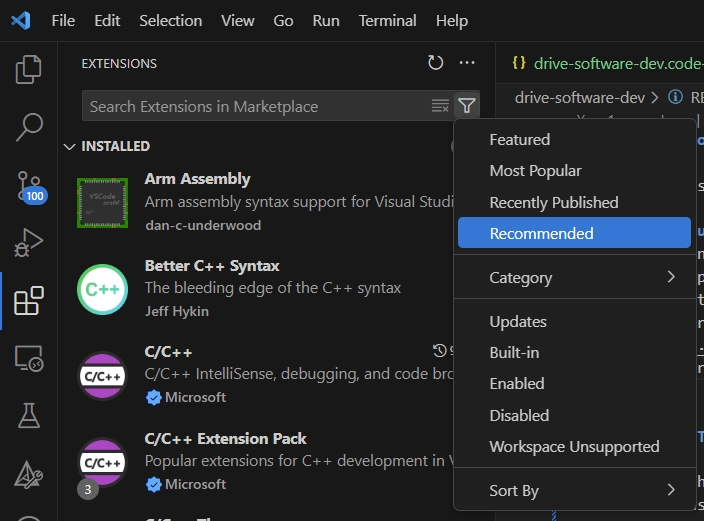 File Edit Selection View Go Run Terminal Help
EXTENSIONS
drive-software-dev.code-
Search Extensions in Marketplace
drive-software-dev >
INSTALLED
Featured
Most Popular
Recently Published
Recommended
Category
Updates
Built-in
Enabled
Disabled
Workspace Unsupported
Sort By
Arm Assembly
Arm assembly syntax support for Visual Studi
dan-c-underwood
Better C++ Syntax
The bleeding edge of the C++ syntax
Jeff Hykin
C/C++
C/C++ IntelliSense, debugging, and code bro
Microsoft
C/C++ Extension Pack
Popular extensions for C++ development in V
Microsoft
100
VSCode
C++
C/C++
C/C++
3